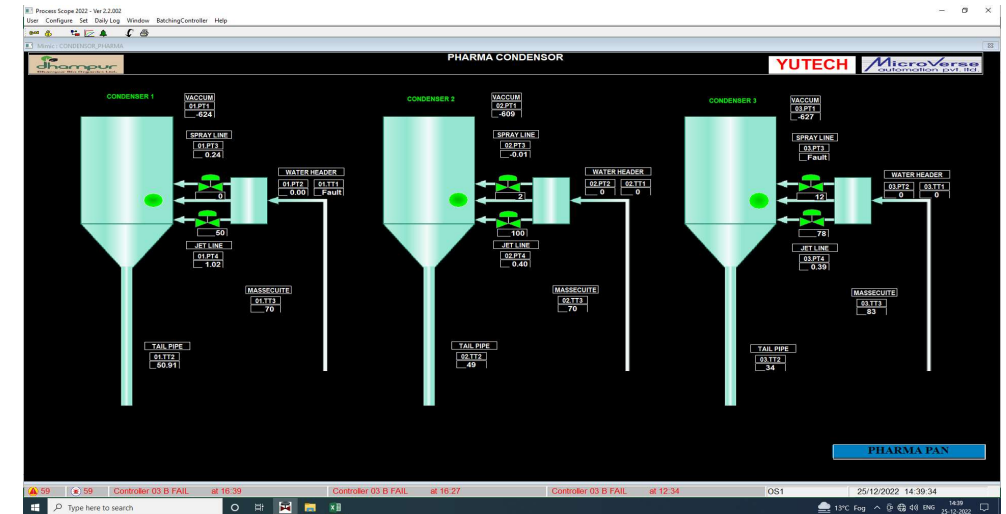 Process Scope 2022 - Ver 2.2.002
User Configure Set Daily Log Window BatchingController Help
Mimic : CONDENSOR_PHARMA
dhampur
PHARMA CONDENSOR
YUTECH
MicroVerse
automation pvt. ltd.
CONDENSER 1
VACCUM
01.PT1
-624
SPRAY LINE
01.PT3
0.24
WATER HEADER
01.PT2 01.TT1
0.00 Fault
0
50
JET LINE
01.PT4
1.02
MASSECUITE
01.TT3
70
TAIL PIPE
01.TT2
50.91
CONDENSER 2
VACCUM
02.PT1
-609
SPRAY LINE
02.PT3
-0.01
WATER HEADER
02.PT2 02.TT1
0 0
2
100
JET LINE
02.PT4
0.40
MASSECUITE
02.TT3
70
TAIL PIPE
02.TT2
49
CONDENSER 3
VACCUM
03.PT1
-627
SPRAY LINE
03.PT3
Fault
WATER HEADER
03.PT2 03.TT1
0 0
12
78
JET LINE
03.PT4
0.39
MASSECUITE
03.TT3
83
TAIL PIPE
03.TT2
34
PHARMA PAN
59 59 Controller 03 B FAIL at 16:39 Controller 03 B FAIL at 16:27 Controller 03 B FAIL at 12:34 OS1 25/12/2022 14:39:34
Type here to search 13°C Fog ENG 14:39
25-12-2022